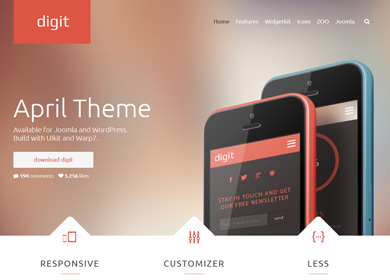 digit
Home Features Widgetkit Icons ZOO Joomla
April Theme
Available for Joomla and WordPress.
Build with UIkit and Warp7.
download digit
194 comments 5,256 likes
digit
STAY IN TOUCH AND GET
OUR FREE NEWSLETTER
RESPONSIVE CUSTOMIZER LESS